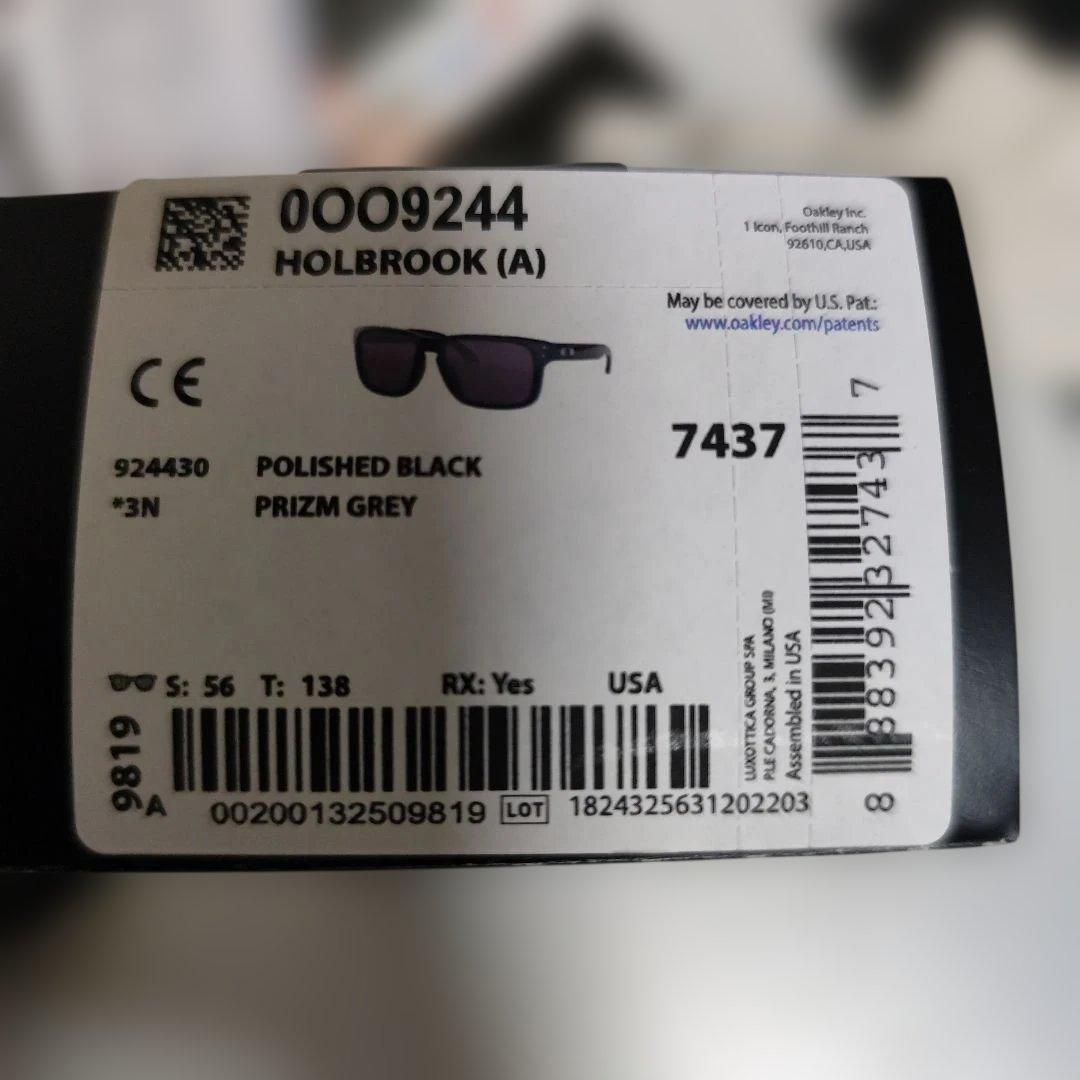 0OO9244
HOLBROOK (A)
Oakley Inc.
1 Icon, Foothill Ranch
92610,CA,USA
May be covered by U.S. Pat.:
www.oakley.com/patents
CE
7437
924430 POLISHED BLACK
*3N PRIZM GREY
S: 56 T: 138 RX: Yes USA
9819
A
00200132509819 LOT 1824325631202203
LUXOTTICA GROUP SPA
P.LE CADORNA, 3, MILANO (MI)
Assembled in USA
8 88392 32743 7